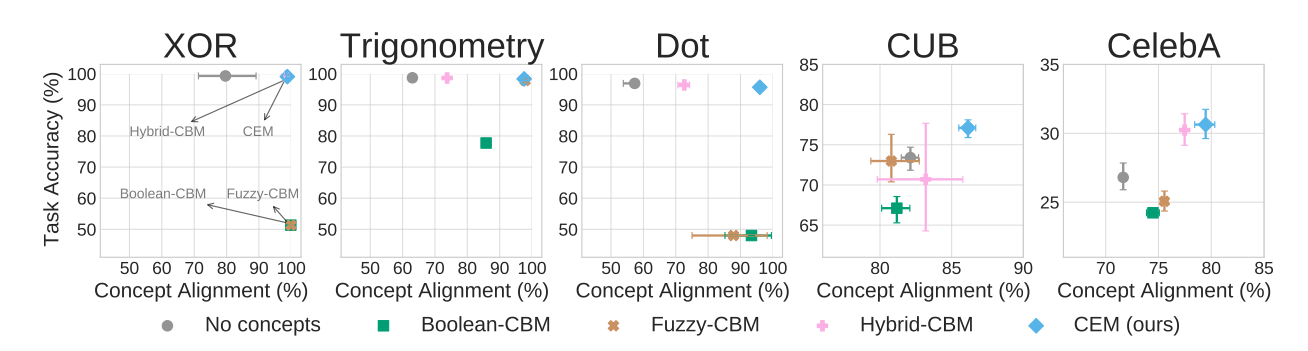 XOR Trigonometry Dot CUB CelebA
Task Accuracy (%)
100 90 80 70 60 50
100 90 80 70 60 50
100 90 80 70 60 50
85 80 75 70 65
35 30 25
Hybrid-CBM CEM
Boolean-CBM Fuzzy-CBM
50 60 70 80 90 100
50 60 70 80 90 100
50 60 70 80 90 100
80 85 90
70 75 80 85
Concept Alignment (%) Concept Alignment (%) Concept Alignment (%) Concept Alignment (%) Concept Alignment (%)
No concepts Boolean-CBM Fuzzy-CBM Hybrid-CBM CEM (ours)